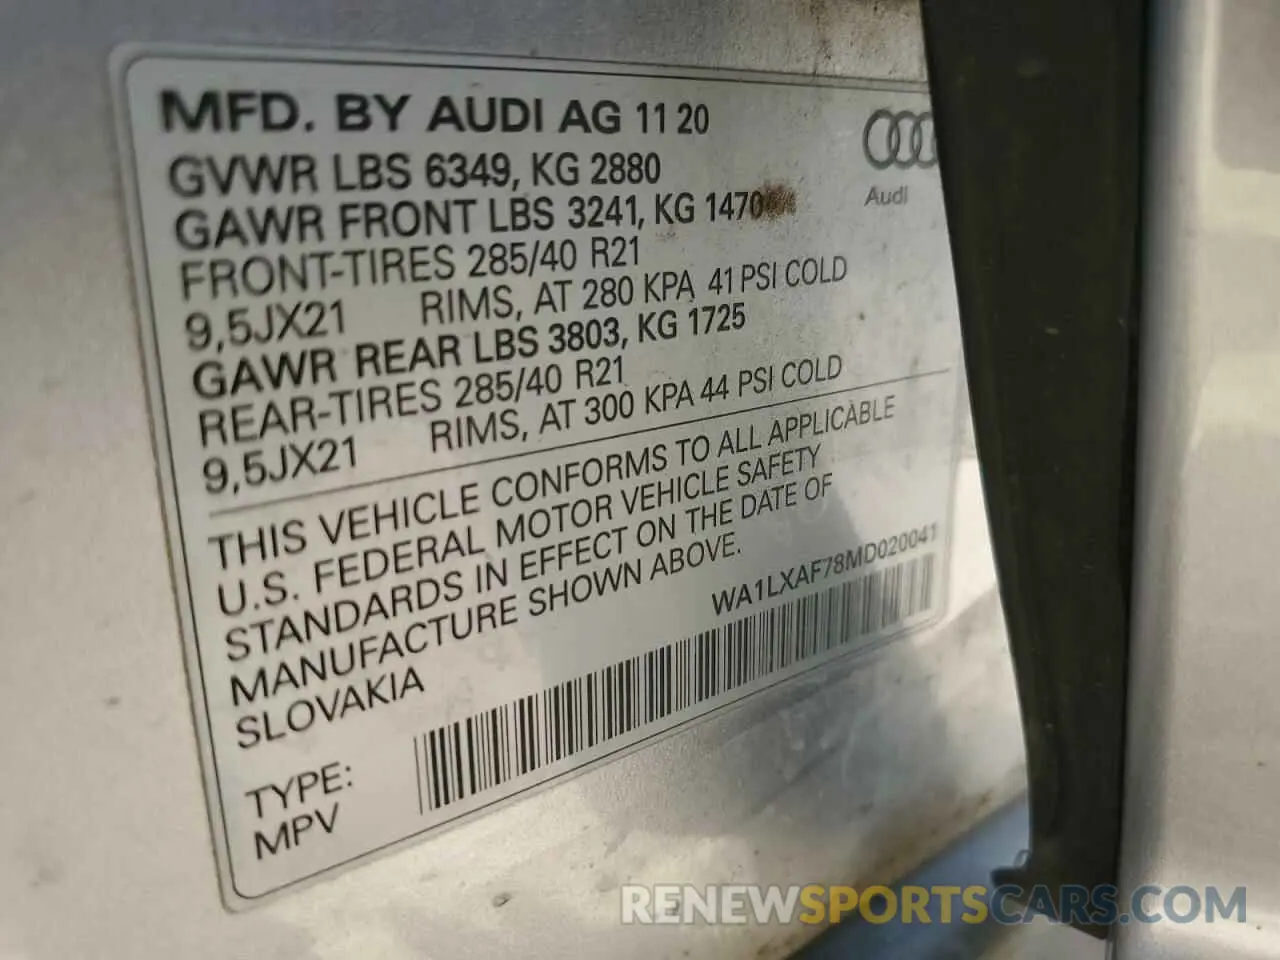 MFD. BY AUDI AG 11 20
GVWR LBS 6349, KG 2880
GAWR FRONT LBS 3241, KG 1470
FRONT-TIRES 285/40 R21
9,5JX21 RIMS, AT 280 KPA 41 PSI COLD
GAWR REAR LBS 3803, KG 1725
REAR-TIRES 285/40 R21
9,5JX21 RIMS, AT 300 KPA 44 PSI COLD
THIS VEHICLE CONFORMS TO ALL APPLICABLE
U.S. FEDERAL MOTOR VEHICLE SAFETY
STANDARDS IN EFFECT ON THE DATE OF
MANUFACTURE SHOWN ABOVE.
SLOVAKIA
WA1LXAF78MD020041
TYPE:
MPV
Audi
RENEWSPORTSCARS.COM